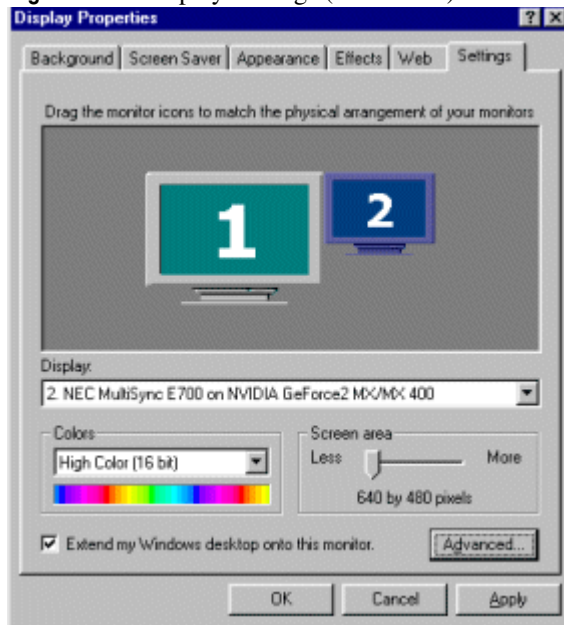 Display Properties
Background Screen Saver Appearance Effects Web Settings
Drag the monitor icons to match the physical arrangement of your monitors
1 2
Display:
2. NEC MultiSync E700 on NVIDIA GeForce2 MX/MX 400
Colors
High Color (16 bit)
Screen area
Less More
640 by 480 pixels
Extend my Windows desktop onto this monitor.
Advanced...
OK Cancel Apply